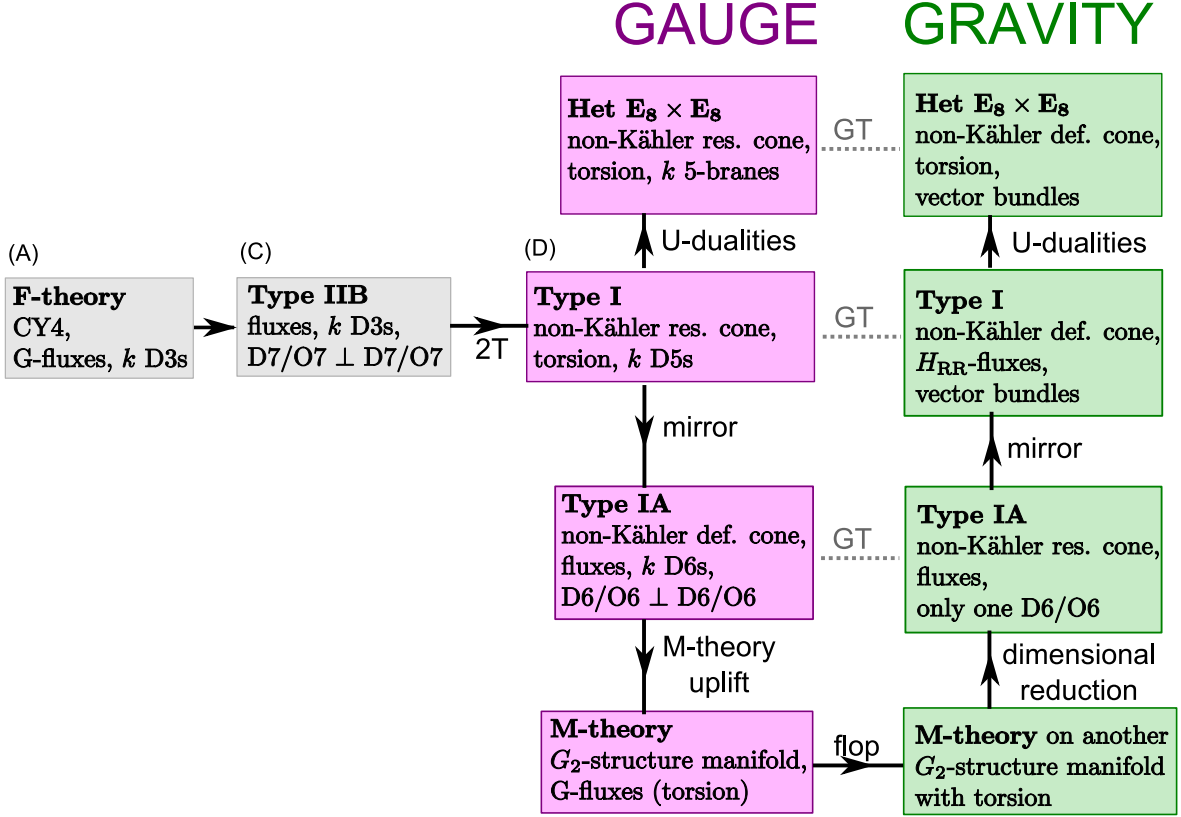 GAUGE
GRAVITY
Het E₈ × E₈
non-Kähler res. cone,
torsion, k 5-branes
GT
Het E₈ × E₈
non-Kähler def. cone,
torsion,
vector bundles
U-dualities
U-dualities
(A)
F-theory
CY4,
G-fluxes, k D3s
(C)
Type IIB
fluxes, k D3s,
D7/O7 ⊥ D7/O7
2T
(D)
Type I
non-Kähler res. cone,
torsion, k D5s
GT
Type I
non-Kähler def. cone,
H_RR-fluxes,
vector bundles
mirror
mirror
Type IA
non-Kähler def. cone,
fluxes, k D6s,
D6/O6 ⊥ D6/O6
GT
Type IA
non-Kähler res. cone,
fluxes,
only one D6/O6
M-theory
uplift
dimensional
reduction
M-theory
G₂-structure manifold,
G-fluxes (torsion)
flop
M-theory on another
G₂-structure manifold
with torsion